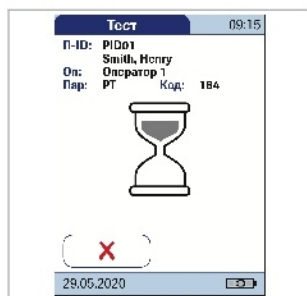 Тест 09:15
П-ID: PID01
Smith, Henry
Оп: Оператор 1
Пар: PT Код: 184
29.05.2020